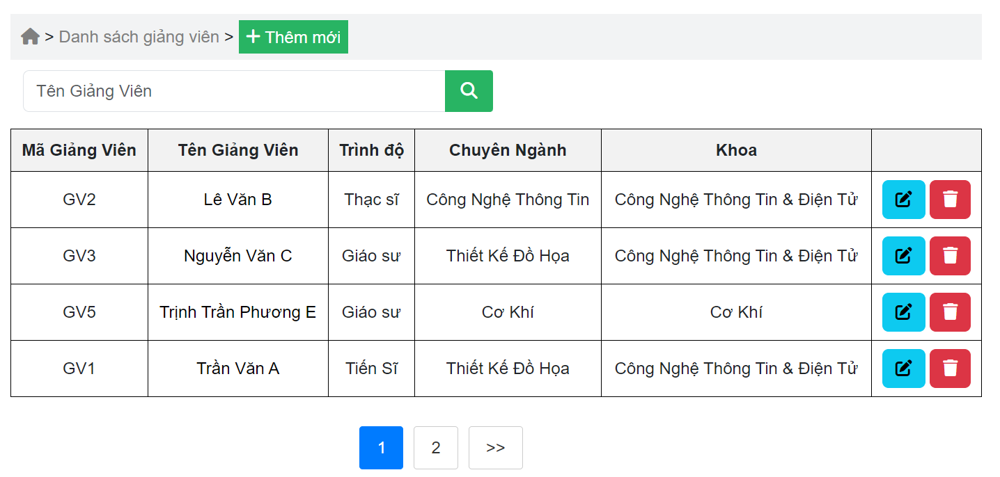 > Danh sách giảng viên > + Thêm mới
Tên Giảng Viên
Mã Giảng Viên Tên Giảng Viên Trình độ Chuyên Ngành Khoa
GV2 Lê Văn B Thạc sĩ Công Nghệ Thông Tin Công Nghệ Thông Tin & Điện Tử
GV3 Nguyễn Văn C Giáo sư Thiết Kế Đồ Họa Công Nghệ Thông Tin & Điện Tử
GV5 Trịnh Trần Phương E Giáo sư Cơ Khí Cơ Khí
GV1 Trần Văn A Tiến Sĩ Thiết Kế Đồ Họa Công Nghệ Thông Tin & Điện Tử
1 2 >>